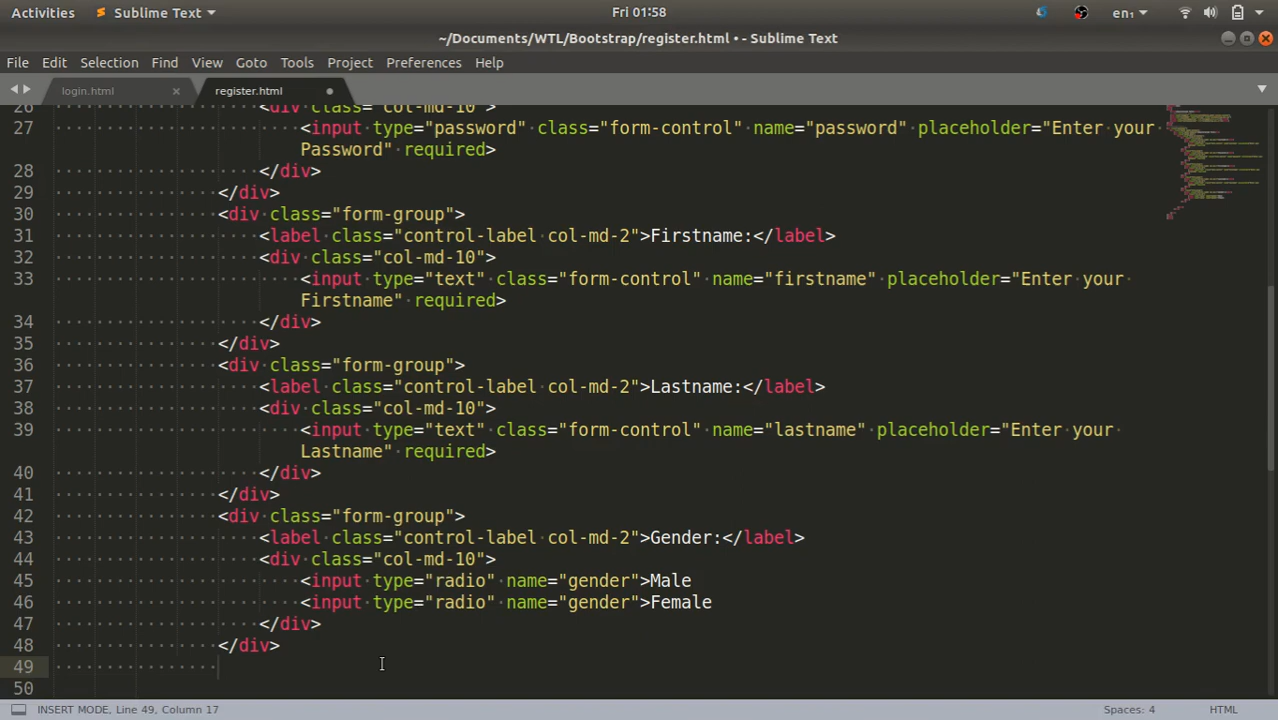 Activities Sublime Text Fri 01:58 en₁
~/Documents/WTL/Bootstrap/register.html • - Sublime Text
File Edit Selection Find View Goto Tools Project Preferences Help
login.html × register.html
26 <div class="col-md-10">
27 <input type="password" class="form-control" name="password" placeholder="Enter your
Password" required>
28 </div>
29 </div>
30 <div class="form-group">
31 <label class="control-label col-md-2">Firstname:</label>
32 <div class="col-md-10">
33 <input type="text" class="form-control" name="firstname" placeholder="Enter your
Firstname" required>
34 </div>
35 </div>
36 <div class="form-group">
37 <label class="control-label col-md-2">Lastname:</label>
38 <div class="col-md-10">
39 <input type="text" class="form-control" name="lastname" placeholder="Enter your
Lastname" required>
40 </div>
41 </div>
42 <div class="form-group">
43 <label class="control-label col-md-2">Gender:</label>
44 <div class="col-md-10">
45 <input type="radio" name="gender">Male
46 <input type="radio" name="gender">Female
47 </div>
48 </div>
49
50
INSERT MODE, Line 49, Column 17 Spaces: 4 HTML